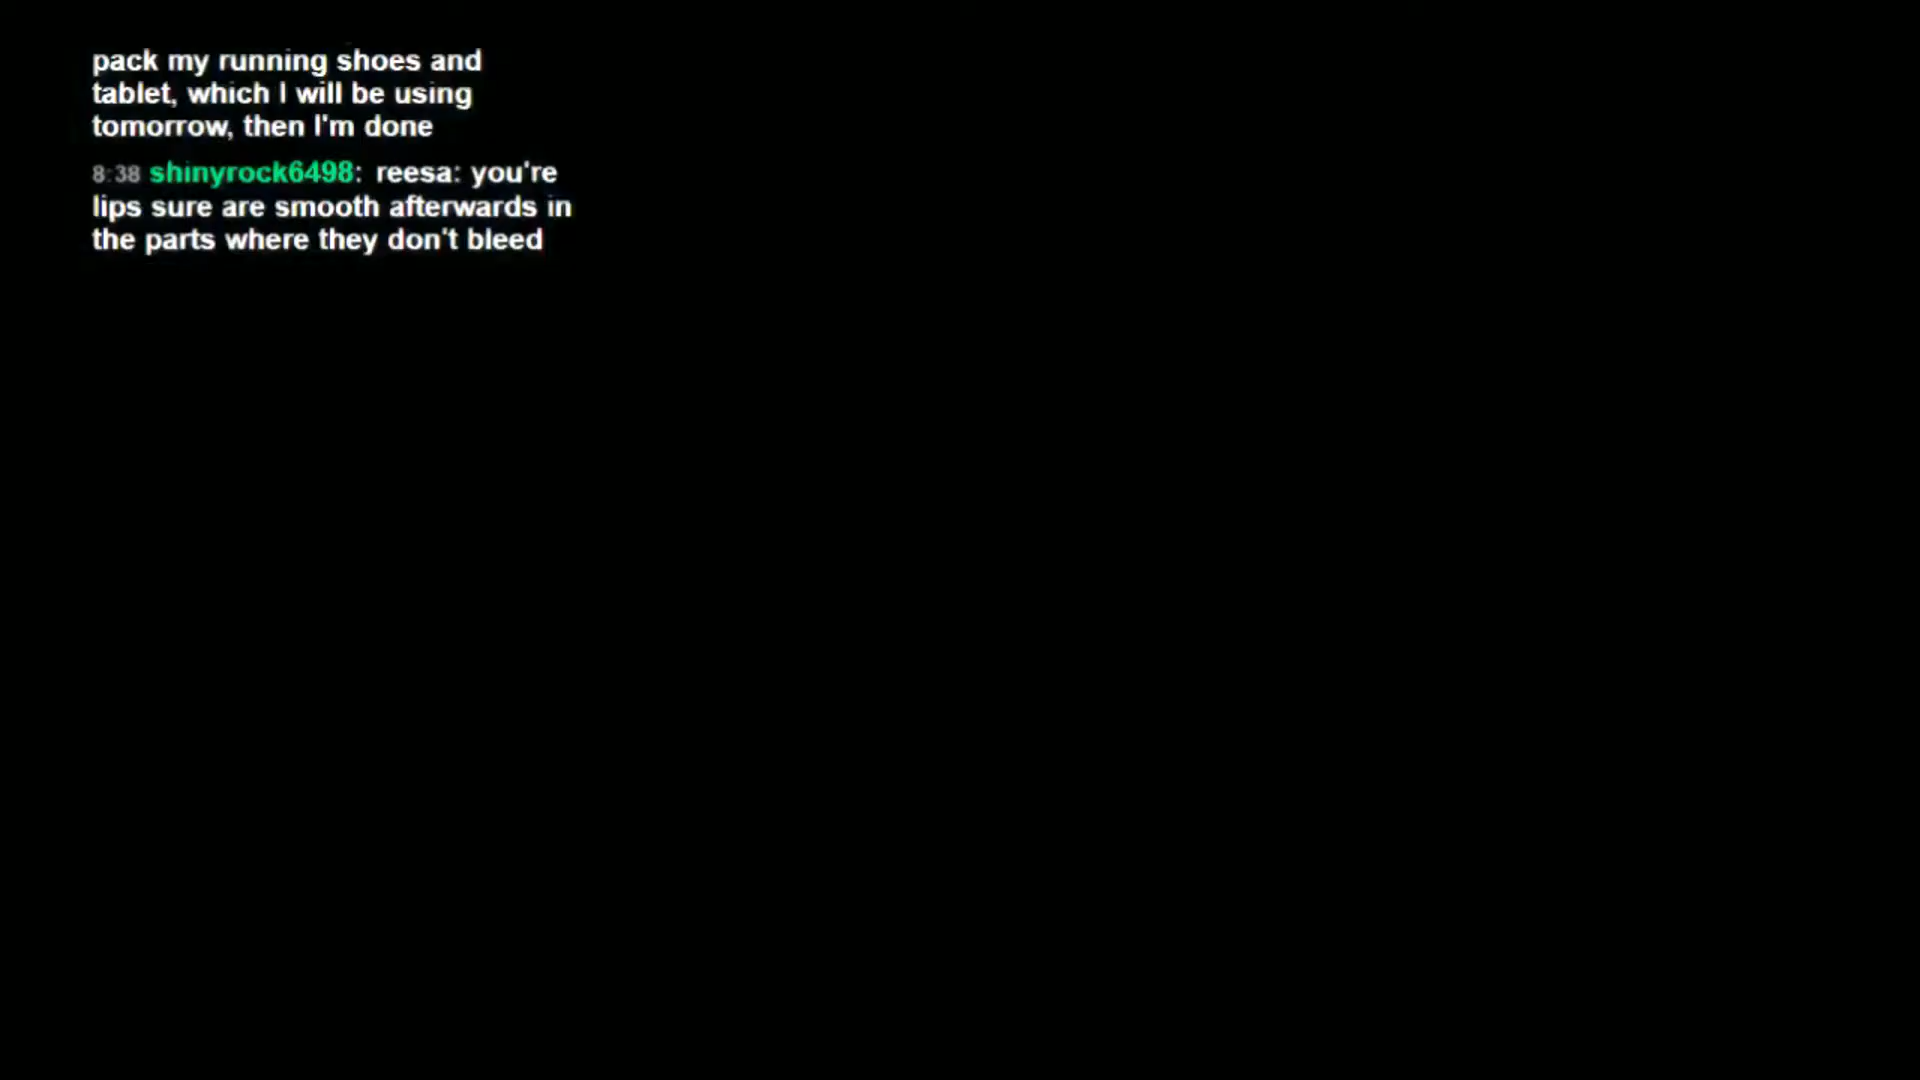 pack my running shoes and
tablet, which I will be using
tomorrow, then I'm done
8:38 shinyrock6498: reesa: you're
lips sure are smooth afterwards in
the parts where they don't bleed